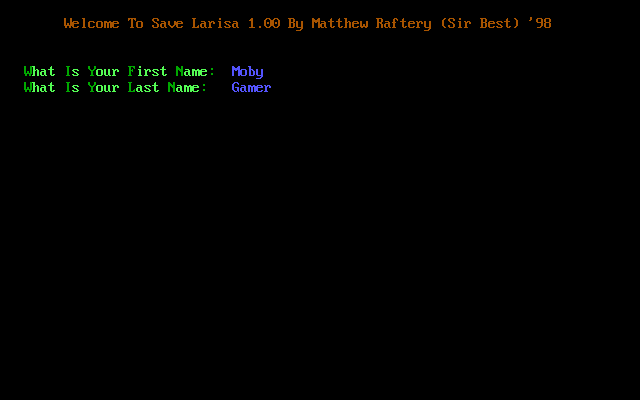 Welcome To Save Larisa 1.00 By Matthew Raftery (Sir Best) '98
What Is Your First Name: Moby
What Is Your Last Name: Gamer